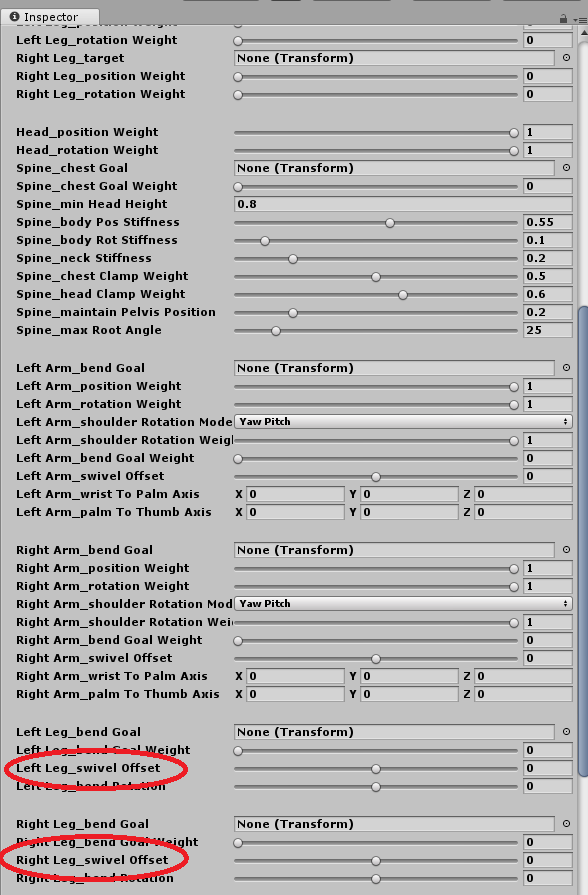 Inspector
Left Leg_rotation Weight 0
Right Leg_target None (Transform)
Right Leg_position Weight 0
Right Leg_rotation Weight 0
Head_position Weight 1
Head_rotation Weight 1
Spine_chest Goal None (Transform)
Spine_chest Goal Weight 0
Spine_min Head Height 0.8
Spine_body Pos Stiffness 0.55
Spine_body Rot Stiffness 0.1
Spine_neck Stiffness 0.2
Spine_chest Clamp Weight 0.5
Spine_head Clamp Weight 0.6
Spine_maintain Pelvis Position 0.2
Spine_max Root Angle 25
Left Arm_bend Goal None (Transform)
Left Arm_position Weight 1
Left Arm_rotation Weight 1
Left Arm_shoulder Rotation Mode Yaw Pitch
Left Arm_shoulder Rotation Weigl 1
Left Arm_bend Goal Weight 0
Left Arm_swivel Offset 0
Left Arm_wrist To Palm Axis X 0 Y 0 Z 0
Left Arm_palm To Thumb Axis X 0 Y 0 Z 0
Right Arm_bend Goal None (Transform)
Right Arm_position Weight 1
Right Arm_rotation Weight 1
Right Arm_shoulder Rotation Mod Yaw Pitch
Right Arm_shoulder Rotation Wei 1
Right Arm_bend Goal Weight 0
Right Arm_swivel Offset 0
Right Arm_wrist To Palm Axis X 0 Y 0 Z 0
Right Arm_palm To Thumb Axis X 0 Y 0 Z 0
Left Leg_bend Goal None (Transform)
Left Leg_bend Goal Weight 0
Left Leg_swivel Offset 0
Left Leg_bend Rotation 0
Right Leg_bend Goal None (Transform)
Right Leg_bend Goal Weight 0
Right Leg_swivel Offset 0
Right Leg_bend Rotation 0